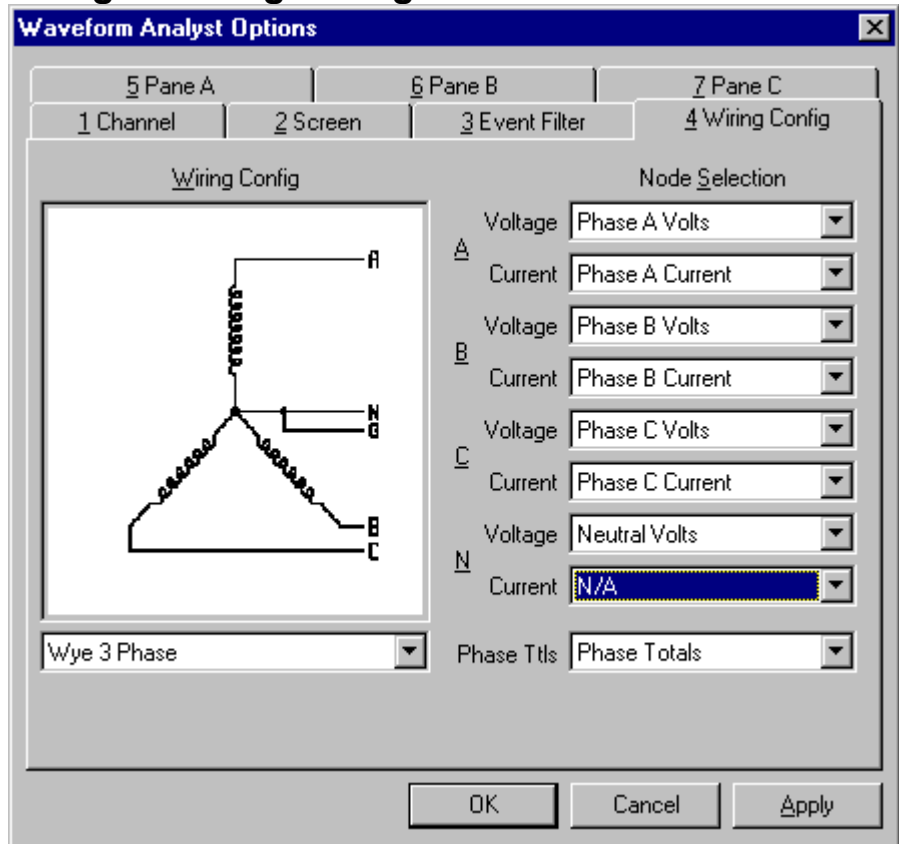 Waveform Analyst Options
5 Pane A 6 Pane B 7 Pane C
1 Channel 2 Screen 3 Event Filter 4 Wiring Config
Wiring Config Node Selection
Voltage Phase A Volts
A
Current Phase A Current
Voltage Phase B Volts
B
Current Phase B Current
Voltage Phase C Volts
C
Current Phase C Current
Voltage Neutral Volts
N
Current N/A
A
N
G
B
C
Wye 3 Phase Phase Ttls Phase Totals
OK Cancel Apply